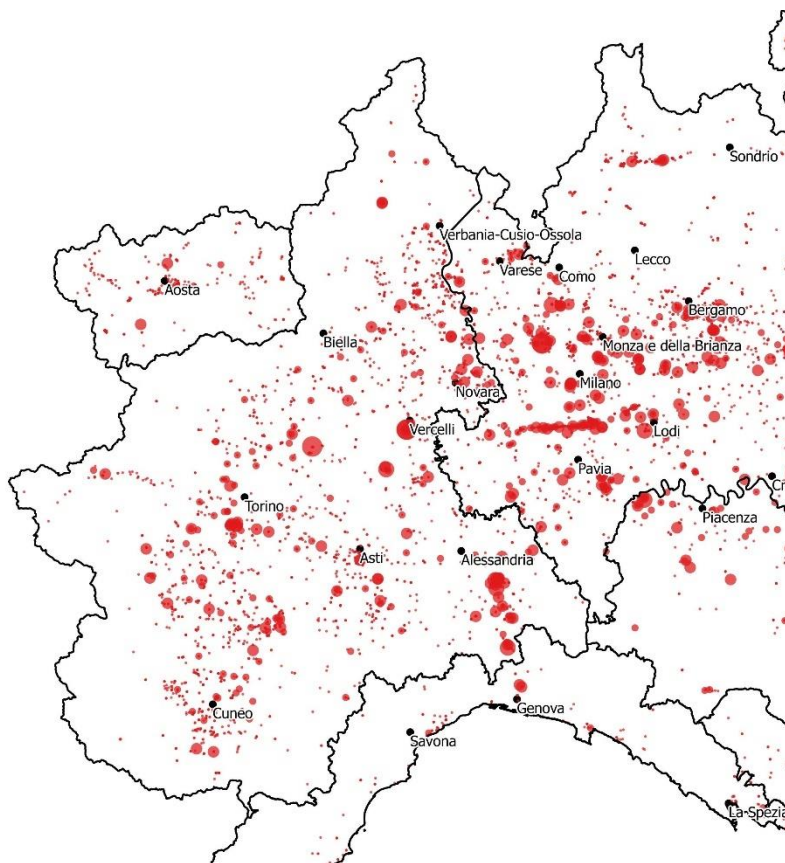 Sondrio
Verbania-Cusio-Ossola
Lecco
Varese
Como
Aosta
Bergamo
Biella
Monza e della Brianza
Milano
Novara
Vercelli
Lodi
Pavia
Torino
Piacenza
Asti
Alessandria
Cuneo
Genova
Savona
La-Spezia